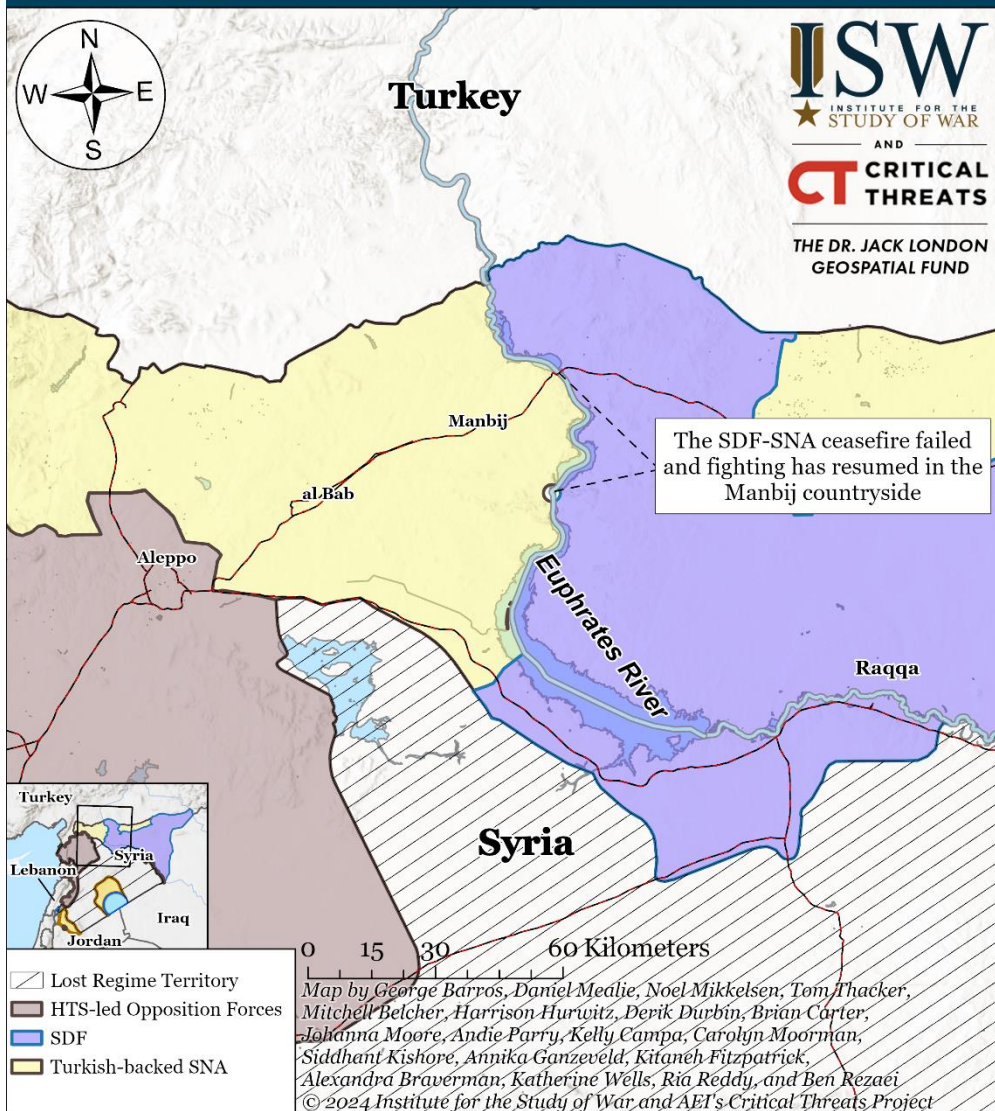 N
W E
S
Turkey
ISW
INSTITUTE FOR THE
STUDY OF WAR
AND
CT CRITICAL
THREATS
THE DR. JACK LONDON
GEOSPATIAL FUND
Manbij
The SDF-SNA ceasefire failed
and fighting has resumed in the
Manbij countryside
al Bab
Aleppo
Euphrates River
Raqqa
Syria
Turkey
Syria
Lebanon
Iraq
Jordan
0 15 30 60 Kilometers
Lost Regime Territory
HTS-led Opposition Forces
SDF
Turkish-backed SNA
Map by George Barros, Daniel Mealie, Noel Mikkelsen, Tom Thacker,
Mitchell Belcher, Harrison Hurwitz, Derik Durbin, Brian Carter,
Johanna Moore, Andie Parry, Kelly Campa, Carolyn Moorman,
Siddhant Kishore, Annika Ganzeveld, Kitaneh Fitzpatrick,
Alexandra Braverman, Katherine Wells, Ria Reddy, and Ben Rezaei
© 2024 Institute for the Study of War and AEI's Critical Threats Project